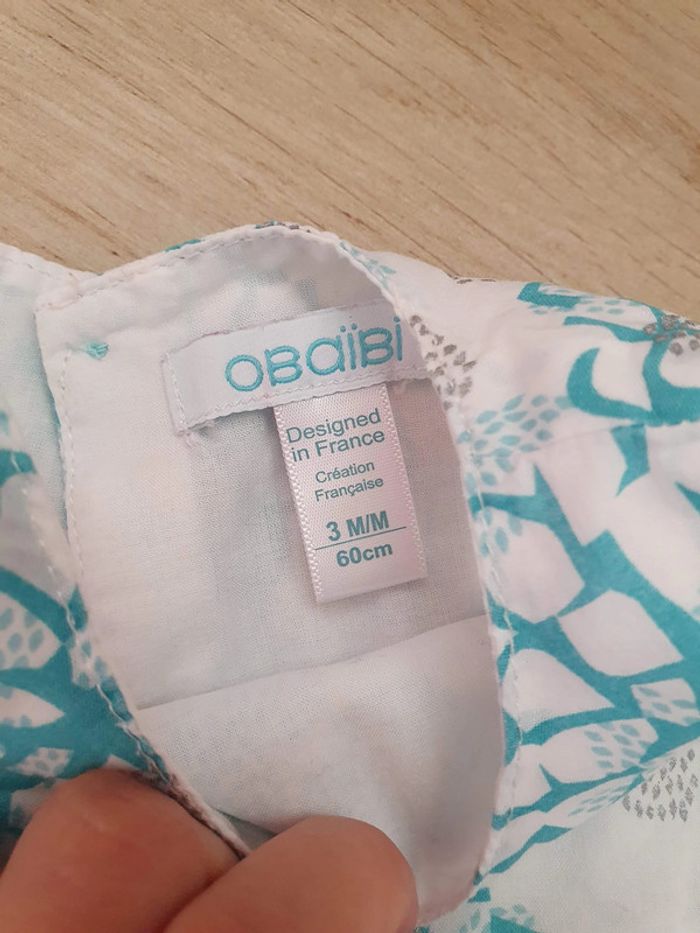 OBaïBi
Designed
in France
Création
Française
3 M/M
60cm